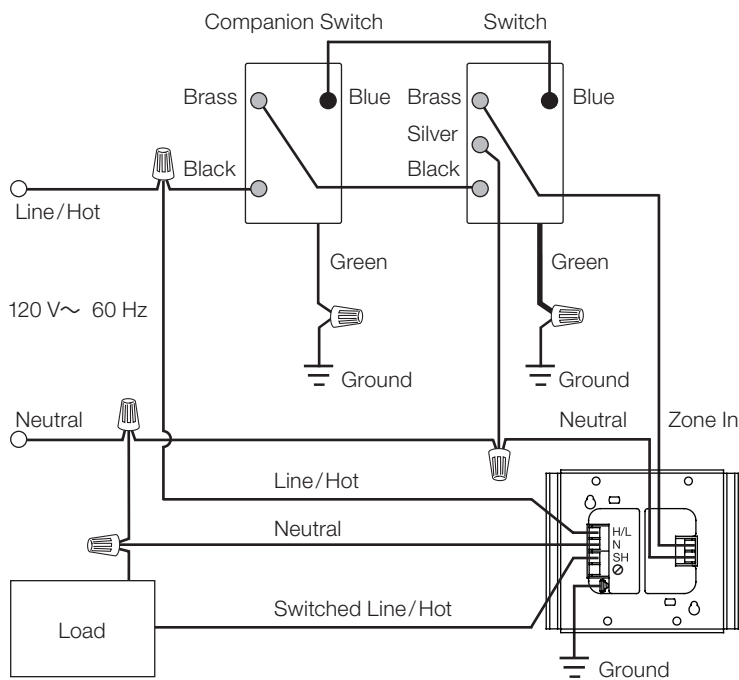 Companion Switch
Switch
Brass
Blue
Brass
Blue
Silver
Black
Black
Line/Hot
Green
Green
120 V~ 60 Hz
Ground
Ground
Neutral
Neutral
Zone In
Line/Hot
H/L
Neutral
N
SH
Switched Line/Hot
Load
Ground